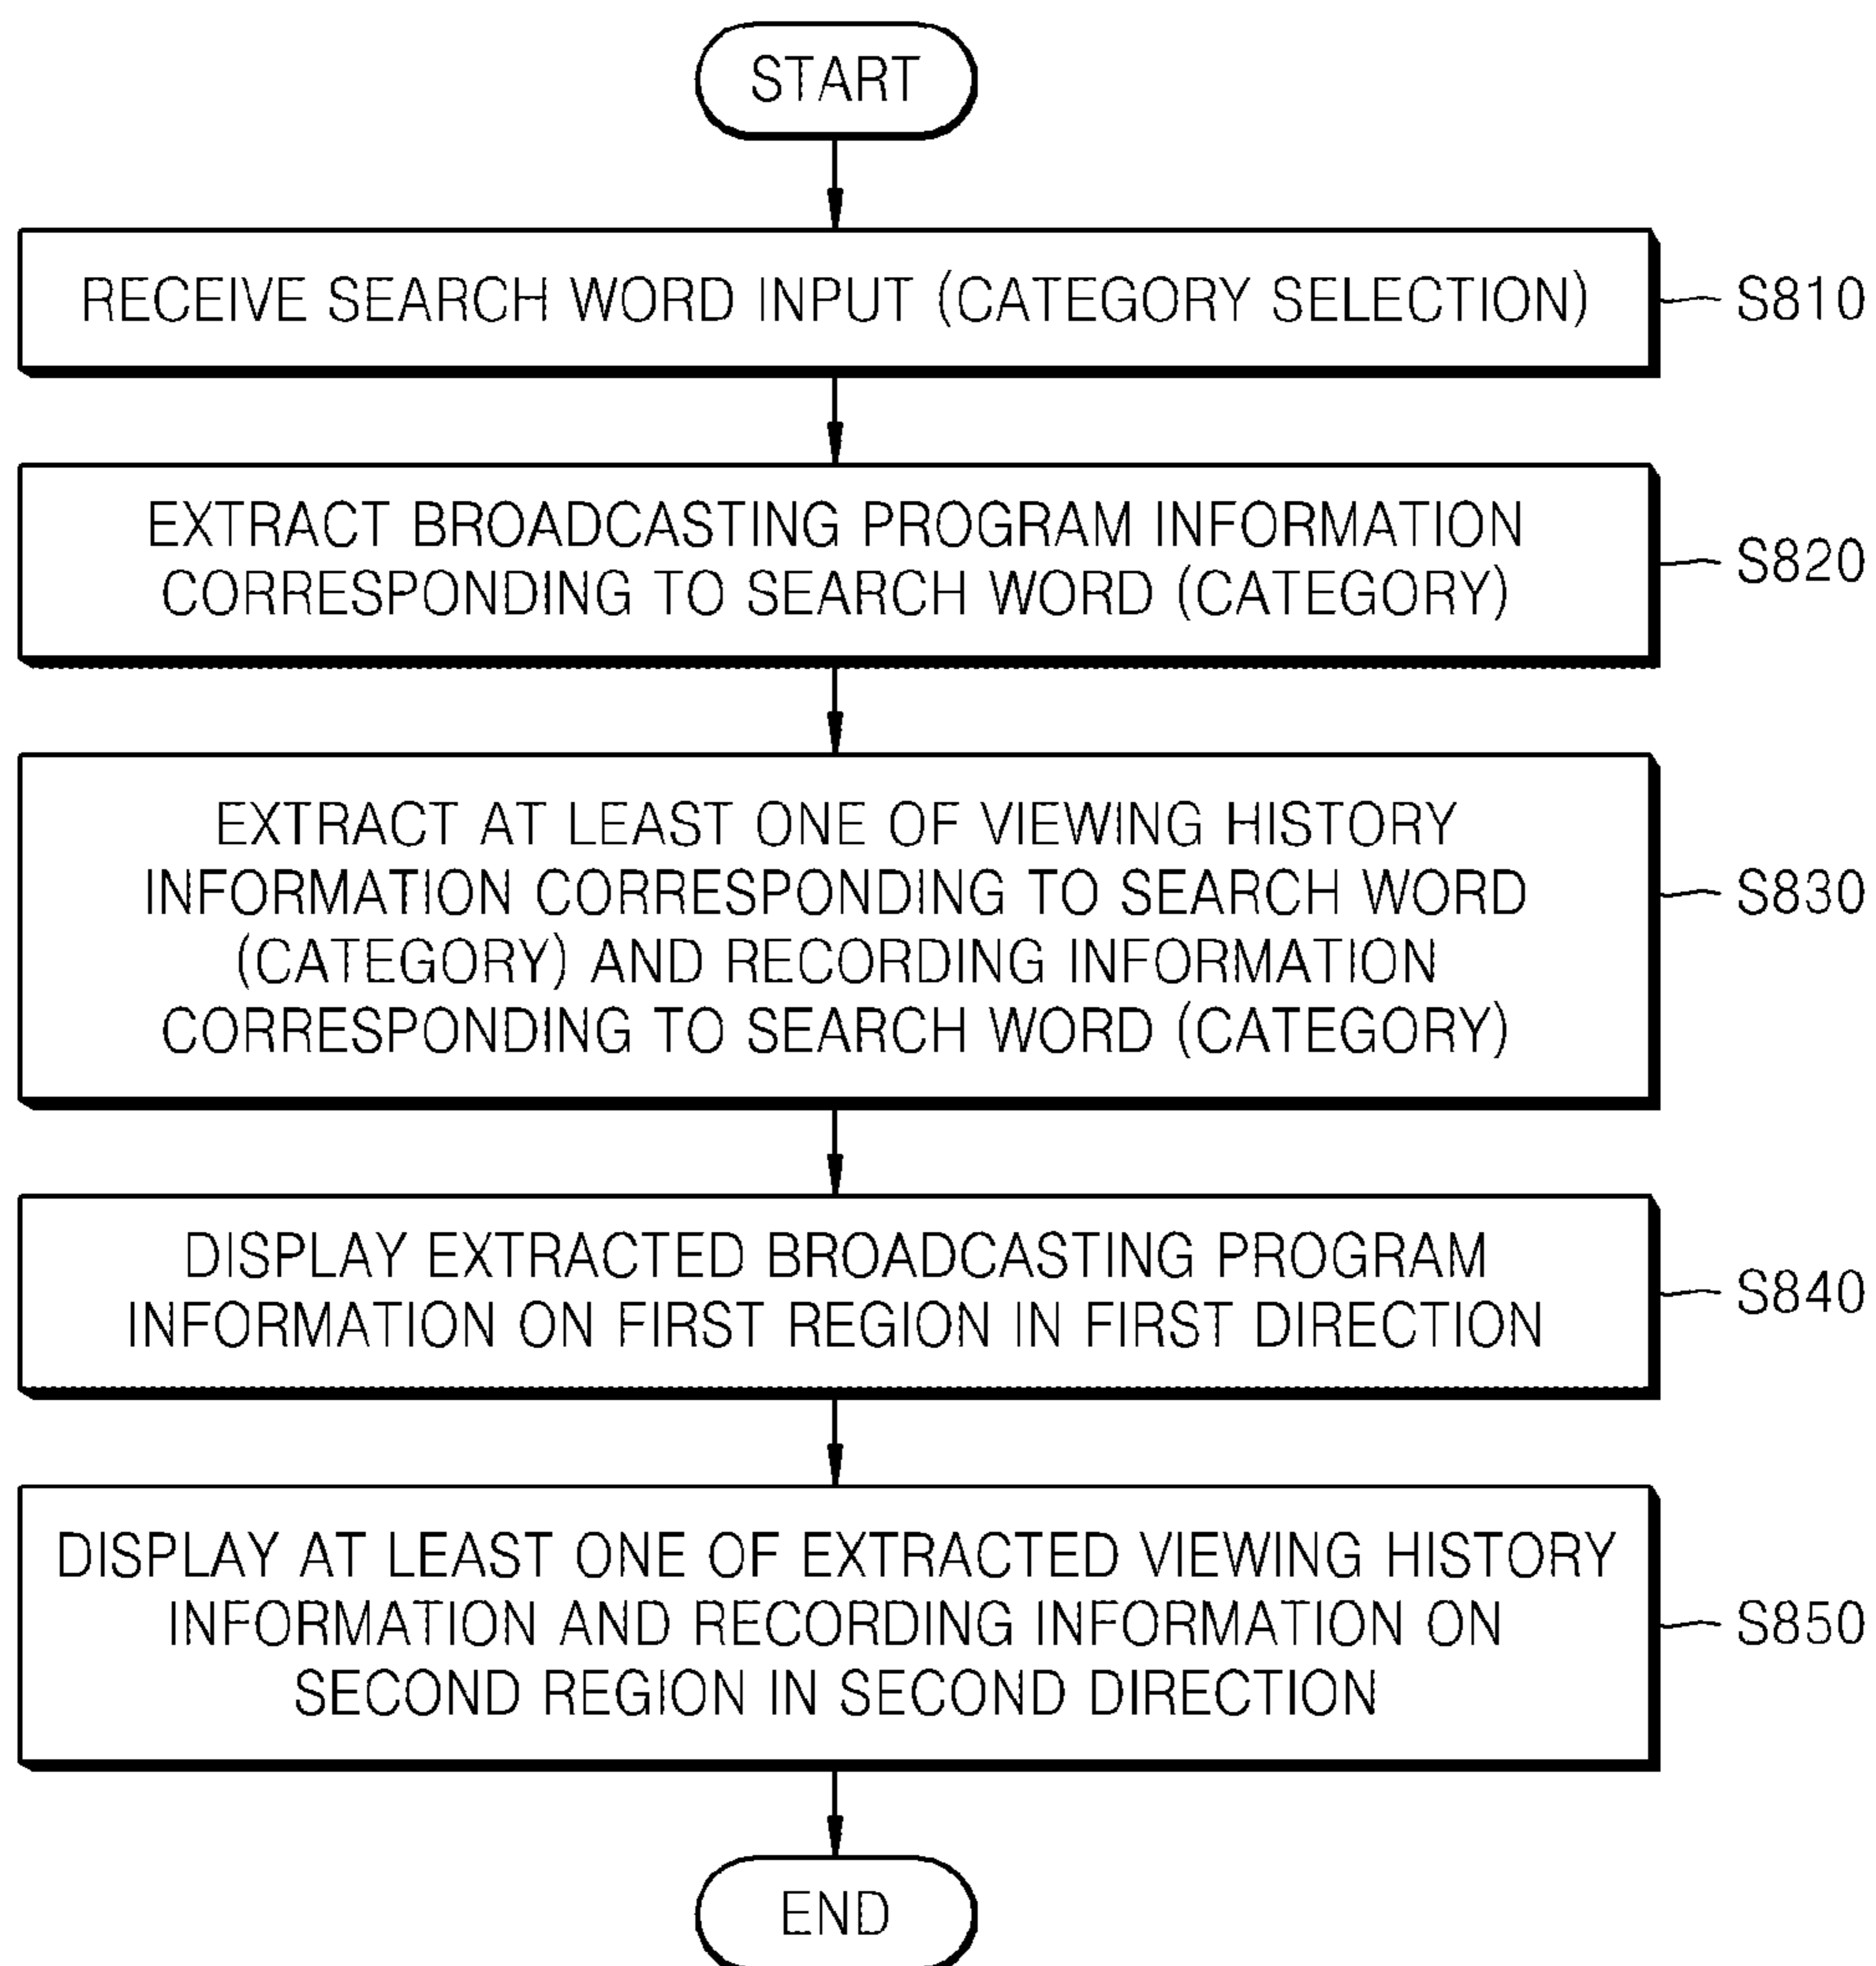 START
RECEIVE SEARCH WORD INPUT (CATEGORY SELECTION)
S810
EXTRACT BROADCASTING PROGRAM INFORMATION
CORRESPONDING TO SEARCH WORD (CATEGORY)
S820
EXTRACT AT LEAST ONE OF VIEWING HISTORY
INFORMATION CORRESPONDING TO SEARCH WORD
(CATEGORY) AND RECORDING INFORMATION
CORRESPONDING TO SEARCH WORD (CATEGORY)
S830
DISPLAY EXTRACTED BROADCASTING PROGRAM
INFORMATION ON FIRST REGION IN FIRST DIRECTION
S840
DISPLAY AT LEAST ONE OF EXTRACTED VIEWING HISTORY
INFORMATION AND RECORDING INFORMATION ON
SECOND REGION IN SECOND DIRECTION
S850
END